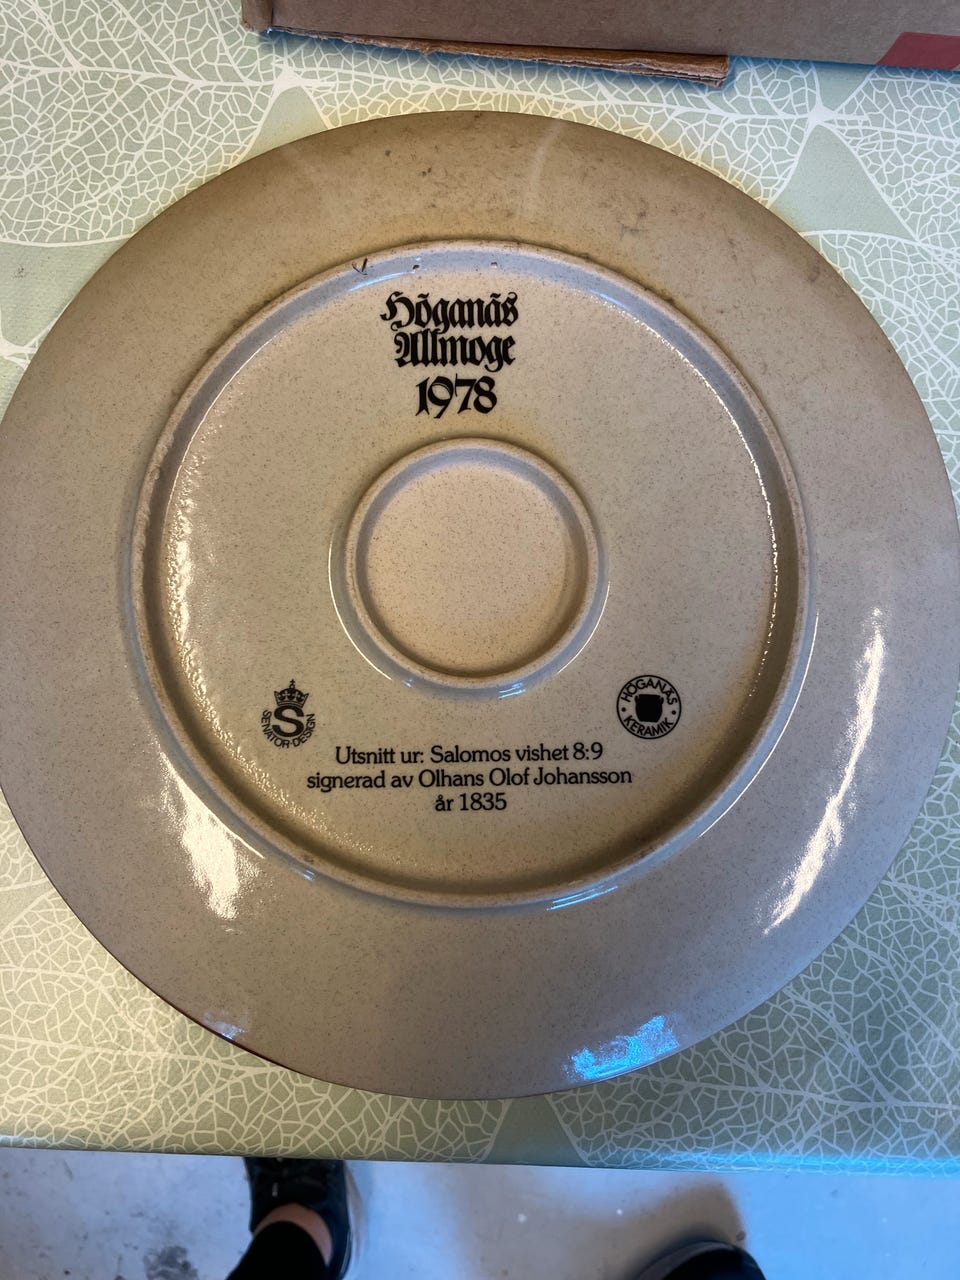 Höganäs
Allmoge
1978
S
SENATOR-DESIGN
HÖGANÄS
KERAMIK
Utsnitt ur: Salomos vishet 8:9
signerad av Olhans Olof Johansson
år 1835